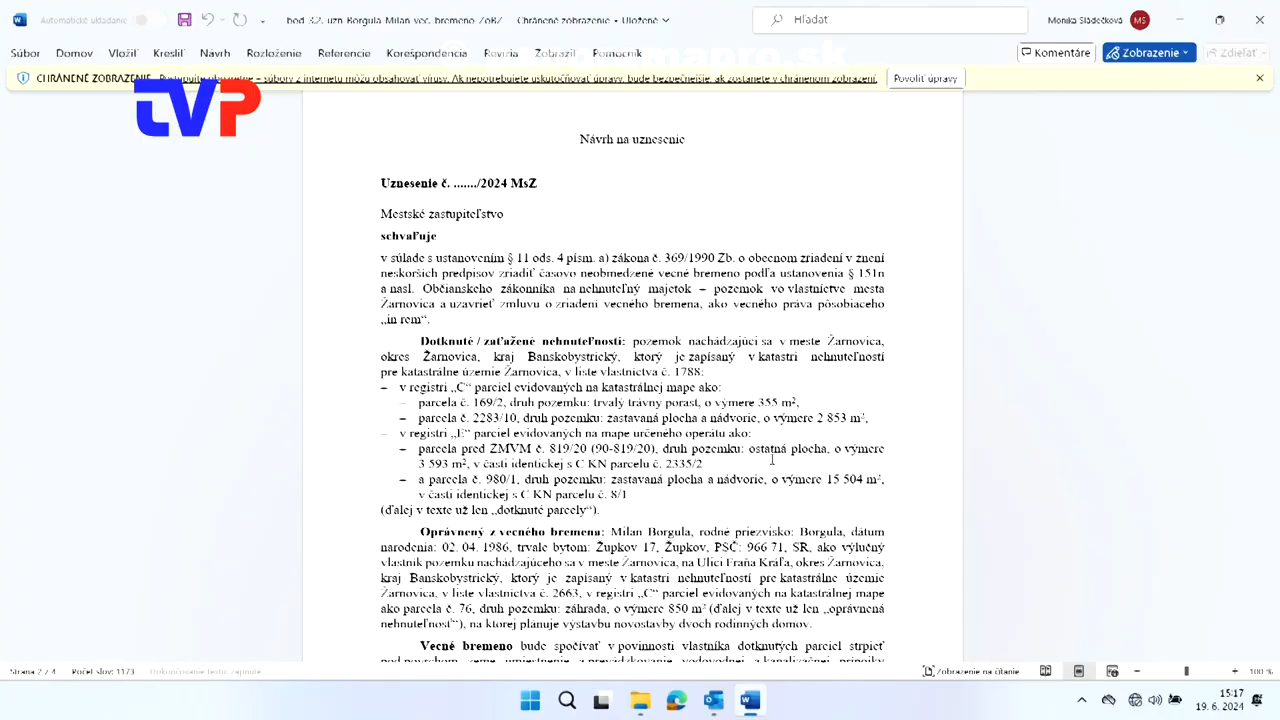 Automatické ukladanie
bod 3.2. uzn Borgula Milan vec. bremeno ZoBZ - Chránené zobrazenie • Uložené
Hľadať
Monika Sládečková
MS
Súbor Domov Vložiť Kresliť Návrh Rozloženie Referencie Korešpondencia Revízia Zobraziť Pomocník
Komentáre
Zobrazenie
Zdieľať
CHRÁNENÉ ZOBRAZENIE Postupujte obozretne – súbory z internetu môžu obsahovať vírusy. Ak nepotrebujete uskutočňovať úpravy, bude bezpečnejšie, ak zostanete v chránenom zobrazení.
Povoliť úpravy
tVP
Návrh na uznesenie
Uznesenie č. ......./2024 MsZ
Mestské zastupiteľstvo
schvaľuje
v súlade s ustanovením § 11 ods. 4 písm. a) zákona č. 369/1990 Zb. o obecnom zriadení v znení
neskorších predpisov zriadiť časovo neobmedzené vecné bremeno podľa ustanovenia § 151n
a nasl. Občianskeho zákonníka na nehnuteľný majetok – pozemok vo vlastníctve mesta
Žarnovica a uzavrieť zmluvu o zriadení vecného bremena, ako vecného práva pôsobiaceho
„in rem“.
Dotknuté / zaťažené nehnuteľnosti: pozemok nachádzajúci sa v meste Žarnovica,
okres Žarnovica, kraj Banskobystrický, ktorý je zapísaný v katastri nehnuteľností
pre katastrálne územie Žarnovica, v liste vlastníctva č. 1788:
– v registri „C“ parciel evidovaných na katastrálnej mape ako:
– parcela č. 169/2, druh pozemku: trvalý trávny porast, o výmere 355 m²,
– parcela č. 2283/10, druh pozemku: zastavaná plocha a nádvorie, o výmere 2 853 m²,
– v registri „E“ parciel evidovaných na mape určeného operátu ako:
– parcela pred ZMVM č. 819/20 (90-819/20), druh pozemku: ostatná plocha, o výmere
3 593 m², v časti identickej s C KN parcelu č. 2335/2
– a parcela č. 980/1, druh pozemku: zastavaná plocha a nádvorie, o výmere 15 504 m²,
v časti identickej s C KN parcelu č. 8/1
(ďalej v texte už len „dotknuté parcely“).
Oprávnený z vecného bremena: Milan Borgula, rodné priezvisko: Borgula, dátum
narodenia: 02. 04. 1986, trvale bytom: Župkov 17, Župkov, PSČ: 966 71, SR, ako výlučný
vlastník pozemku nachádzajúceho sa v meste Žarnovica, na Ulici Fraňa Kráľa, okres Žarnovica,
kraj Banskobystrický, ktorý je zapísaný v katastri nehnuteľností pre katastrálne územie
Žarnovica, v liste vlastníctva č. 2663, v registri „C“ parciel evidovaných na katastrálnej mape
ako parcela č. 76, druh pozemku: záhrada, o výmere 850 m² (ďalej v texte už len „oprávnená
nehnuteľnosť“), na ktorej plánuje výstavbu novostavby dvoch rodinných domov.
Vecné bremeno bude spočívať v povinnosti vlastníka dotknutých parciel strpieť
pod povrchom zeme umiestnenie a prevádzkovanie vodovodnej a kanalizačnej prípojky
Strana 2 z 4 Počet slov: 1173
Zobrazenie na čítanie
100 %
15:17
19. 6. 2024